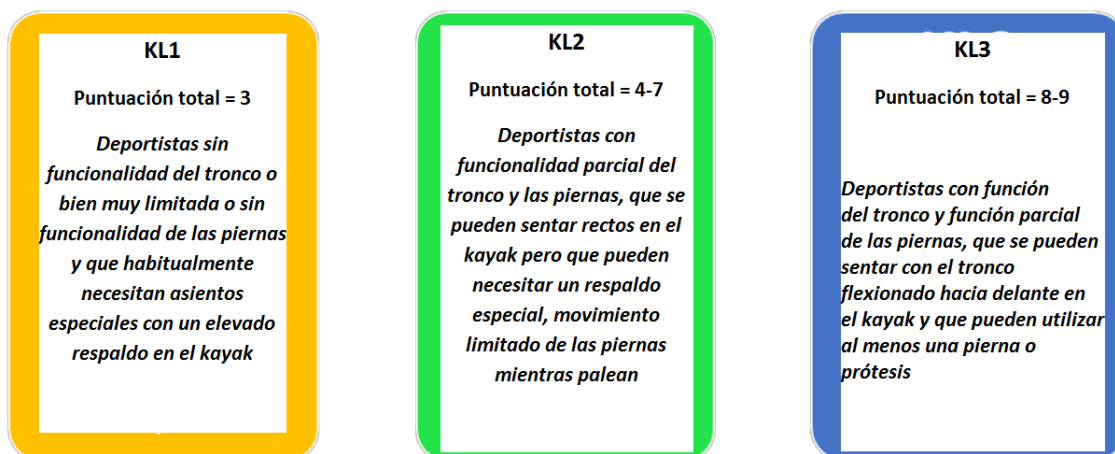 KL1
Puntuación total = 3
Deportistas sin
funcionalidad del tronco o
bien muy limitada o sin
funcionalidad de las piernas
y que habitualmente
necesitan asientos
especiales con un elevado
respaldo en el kayak
KL2
Puntuación total = 4-7
Deportistas con
funcionalidad parcial del
tronco y las piernas, que se
pueden sentar rectos en el
kayak pero que pueden
necesitar un respaldo
especial, movimiento
limitado de las piernas
mientras palean
KL3
Puntuación total = 8-9
Deportistas con función
del tronco y función parcial
de las piernas, que se pueden
sentar con el tronco
flexionado hacia delante en
el kayak y que pueden utilizar
al menos una pierna o
prótesis